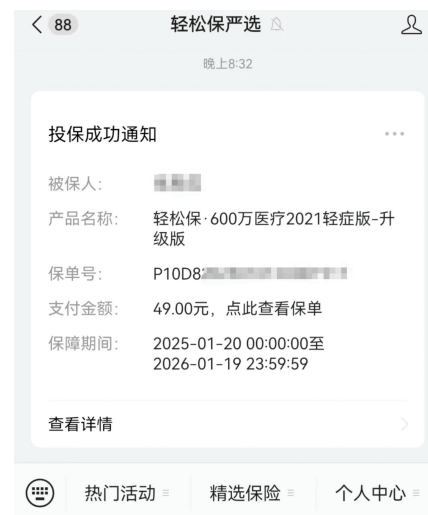 88
轻松保严选
晚上8:32
投保成功通知
被保人：
产品名称： 轻松保·600万医疗2021轻症版-升
级版
保单号： P10D8
支付金额： 49.00元，点此查看保单
保障期间： 2025-01-20 00:00:00至
2026-01-19 23:59:59
查看详情
热门活动 精选保险 个人中心